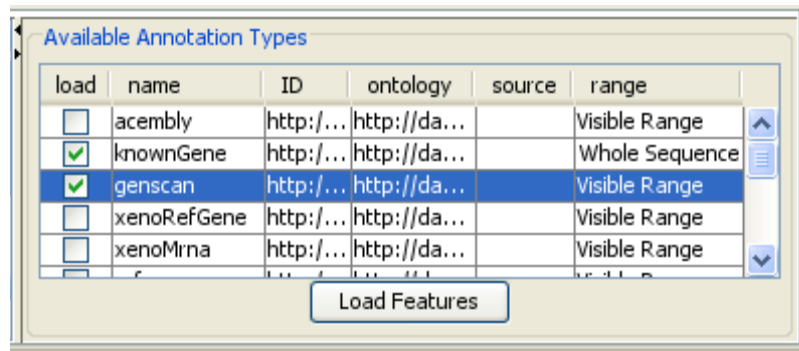 Available Annotation Types
load name ID ontology source range
acembly http:/... http://da... Visible Range
knownGene http:/... http://da... Whole Sequence
genscan http:/... http://da... Visible Range
xenoRefGene http:/... http://da... Visible Range
xenoMrna http:/... http://da... Visible Range
Load Features